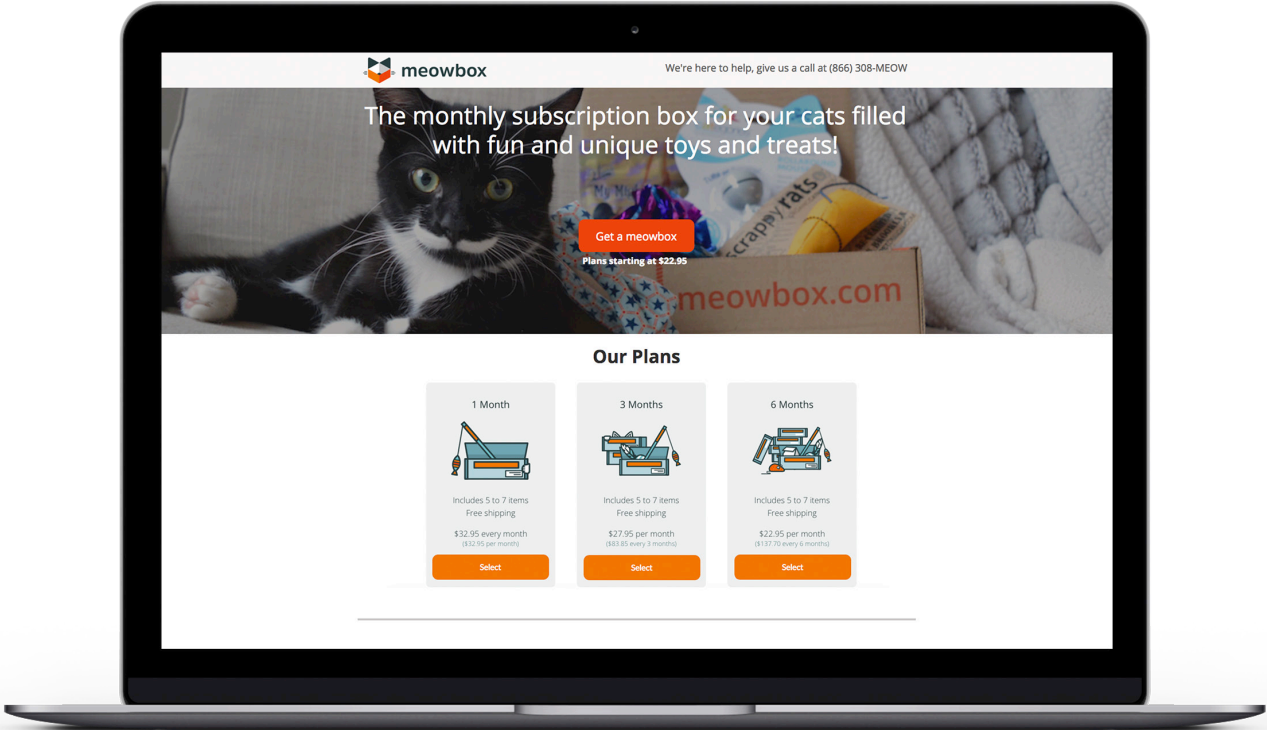 meowbox
We're here to help, give us a call at (866) 308-MEOW
The monthly subscription box for your cats filled
with fun and unique toys and treats!
My M
scrappy rats
Get a meowbox
Plans starting at $22.95
meowbox.com
Our Plans
1 Month
Includes 5 to 7 items
Free shipping
$32.95 every month
($32.95 per month)
Select
3 Months
Includes 5 to 7 items
Free shipping
$27.95 per month
($83.85 every 3 months)
Select
6 Months
Includes 5 to 7 items
Free shipping
$22.95 per month
($137.70 every 6 months)
Select